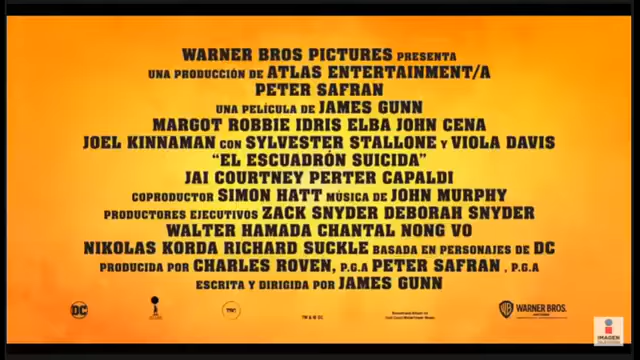 WARNER BROS PICTURES PRESENTA
UNA PRODUCCIÓN DE ATLAS ENTERTAINMENT/A
PETER SAFRAN
UNA PELÍCULA DE JAMES GUNN
MARGOT ROBBIE IDRIS ELBA JOHN CENA
JOEL KINNAMAN CON SYLVESTER STALLONE Y VIOLA DAVIS
"EL ESCUADRÓN SUICIDA"
JAI COURTNEY PERTER CAPALDI
COPRODUCTOR SIMON HATT MÚSICA DE JOHN MURPHY
PRODUCTORES EJECUTIVOS ZACK SNYDER DEBORAH SNYDER
WALTER HAMADA CHANTAL NONG VO
NIKOLAS KORDA RICHARD SUCKLE BASADA EN PERSONAJES DE DC
PRODUCIDA POR CHARLES ROVEN, P.G.A PETER SAFRAN , P.G.A
ESCRITA Y DIRIGIDA POR JAMES GUNN
DC
TM & DC
WB WARNER BROS.
IMAGEN